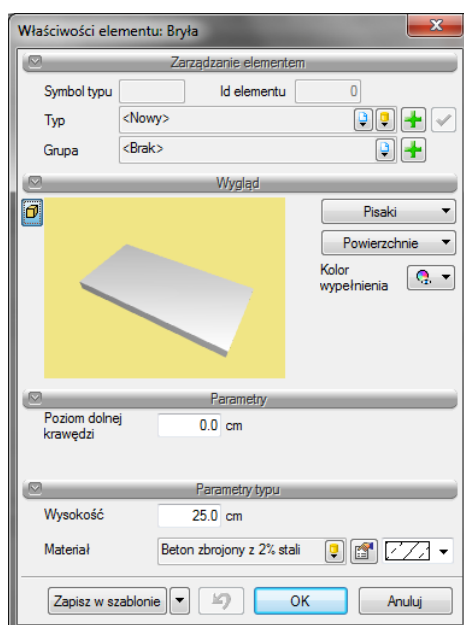 Właściwości elementu: Bryła
Zarządzanie elementem
Symbol typu Id elementu 0
Typ <Nowy>
Grupa <Brak>
Wygląd
Pisaki
Powierzchnie
Kolor
wypełnienia
Parametry
Poziom dolnej
krawędzi 0.0 cm
Parametry typu
Wysokość 25.0 cm
Materiał Beton zbrojony z 2% stali
Zapisz w szablonie OK Anuluj